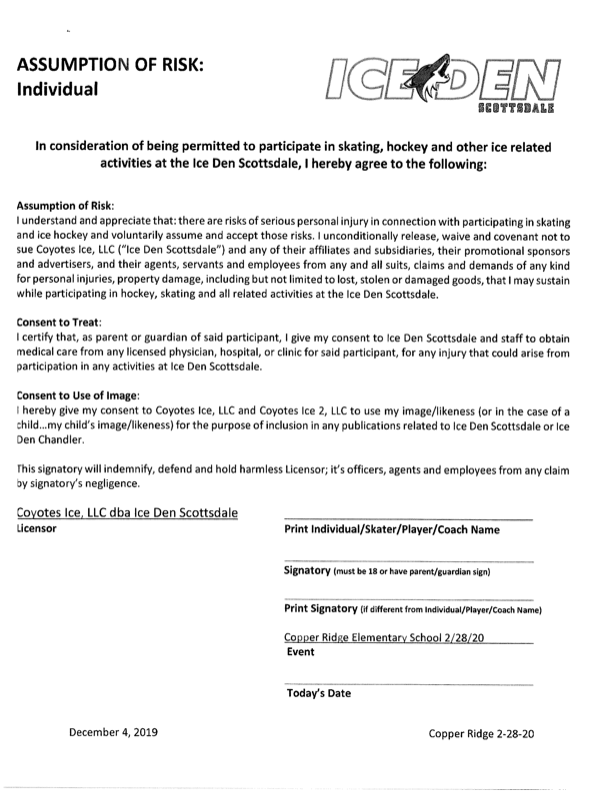 ASSUMPTION OF RISK:
Individual
ICE DEN
SCOTTSDALE
In consideration of being permitted to participate in skating, hockey and other ice related
activities at the Ice Den Scottsdale, I hereby agree to the following:
Assumption of Risk:
I understand and appreciate that: there are risks of serious personal injury in connection with participating in skating
and ice hockey and voluntarily assume and accept those risks. I unconditionally release, waive and covenant not to
sue Coyotes Ice, LLC ("Ice Den Scottsdale") and any of their affiliates and subsidiaries, their promotional sponsors
and advertisers, and their agents, servants and employees from any and all suits, claims and demands of any kind
for personal injuries, property damage, including but not limited to lost, stolen or damaged goods, that I may sustain
while participating in hockey, skating and all related activities at the Ice Den Scottsdale.
Consent to Treat:
I certify that, as parent or guardian of said participant, I give my consent to Ice Den Scottsdale and staff to obtain
medical care from any licensed physician, hospital, or clinic for said participant, for any injury that could arise from
participation in any activities at Ice Den Scottsdale.
Consent to Use of Image:
I hereby give my consent to Coyotes Ice, LLC and Coyotes Ice 2, LLC to use my image/likeness (or in the case of a
child...my child's image/likeness) for the purpose of inclusion in any publications related to Ice Den Scottsdale or Ice
Den Chandler.
This signatory will indemnify, defend and hold harmless Licensor; it's officers, agents and employees from any claim
by signatory's negligence.
Coyotes Ice, LLC dba Ice Den Scottsdale
Licensor
Print Individual/Skater/Player/Coach Name
Signatory (must be 18 or have parent/guardian sign)
Print Signatory (if different from Individual/Player/Coach Name)
Copper Ridge Elementary School 2/28/20
Event
Today's Date
December 4, 2019
Copper Ridge 2-28-20